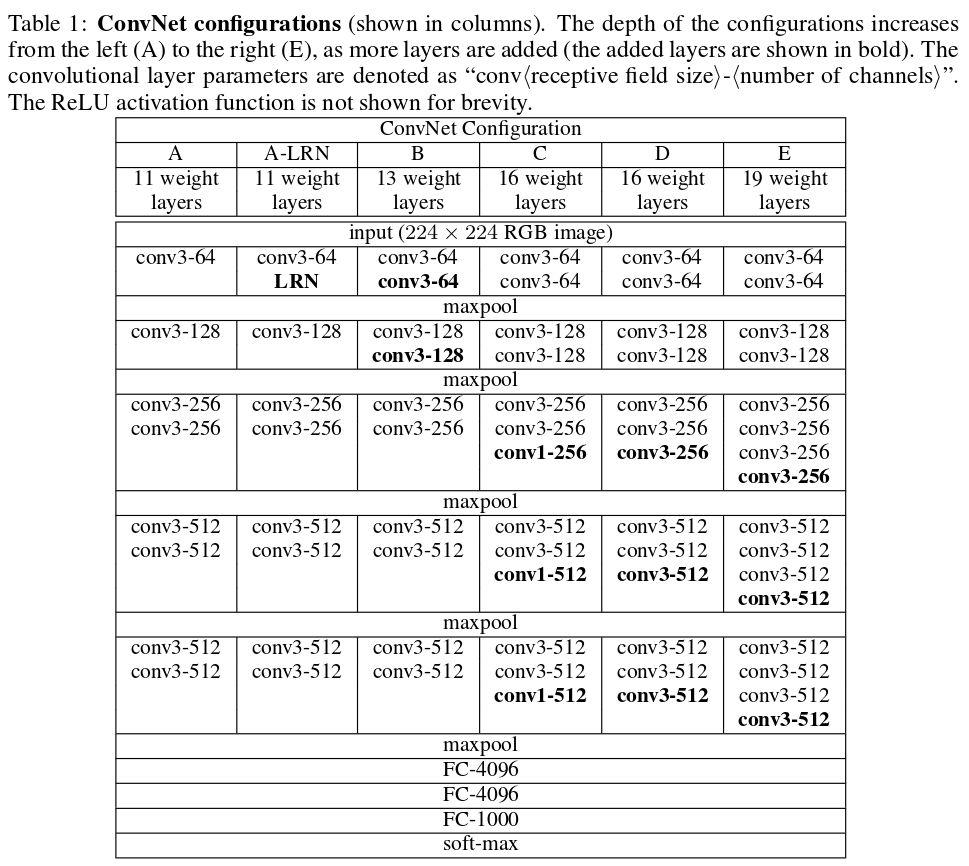 Table 1: ConvNet configurations (shown in columns). The depth of the configurations increases
from the left (A) to the right (E), as more layers are added (the added layers are shown in bold). The
convolutional layer parameters are denoted as “conv⟨receptive field size⟩-⟨number of channels⟩”.
The ReLU activation function is not shown for brevity.
ConvNet Configuration
A A-LRN B C D E
11 weight 11 weight 13 weight 16 weight 16 weight 19 weight
layers layers layers layers layers layers
input (224 × 224 RGB image)
conv3-64 conv3-64 conv3-64 conv3-64 conv3-64 conv3-64
LRN conv3-64 conv3-64 conv3-64 conv3-64
maxpool
conv3-128 conv3-128 conv3-128 conv3-128 conv3-128 conv3-128
conv3-128 conv3-128 conv3-128 conv3-128
maxpool
conv3-256 conv3-256 conv3-256 conv3-256 conv3-256 conv3-256
conv3-256 conv3-256 conv3-256 conv3-256 conv3-256 conv3-256
conv1-256 conv3-256 conv3-256
conv3-256
maxpool
conv3-512 conv3-512 conv3-512 conv3-512 conv3-512 conv3-512
conv3-512 conv3-512 conv3-512 conv3-512 conv3-512 conv3-512
conv1-512 conv3-512 conv3-512
conv3-512
maxpool
conv3-512 conv3-512 conv3-512 conv3-512 conv3-512 conv3-512
conv3-512 conv3-512 conv3-512 conv3-512 conv3-512 conv3-512
conv1-512 conv3-512 conv3-512
conv3-512
maxpool
FC-4096
FC-4096
FC-1000
soft-max